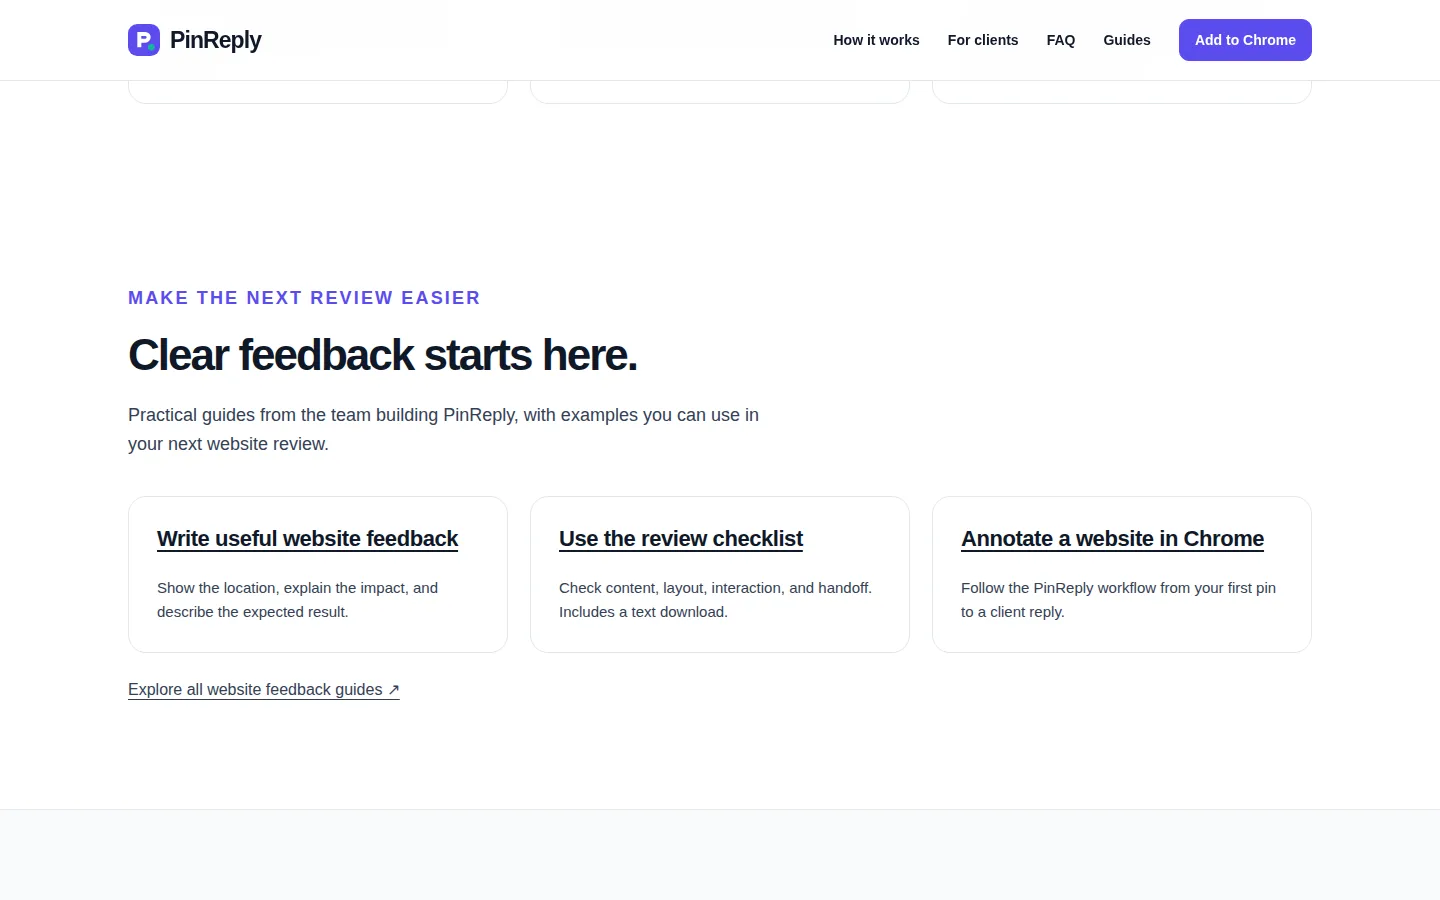 PinReply
How it works
For clients
FAQ
Guides
Add to Chrome
MAKE THE NEXT REVIEW EASIER
Clear feedback starts here.
Practical guides from the team building PinReply, with examples you can use in
your next website review.
Write useful website feedback
Show the location, explain the impact, and
describe the expected result.
Use the review checklist
Check content, layout, interaction, and handoff.
Includes a text download.
Annotate a website in Chrome
Follow the PinReply workflow from your first pin
to a client reply.
Explore all website feedback guides ↗